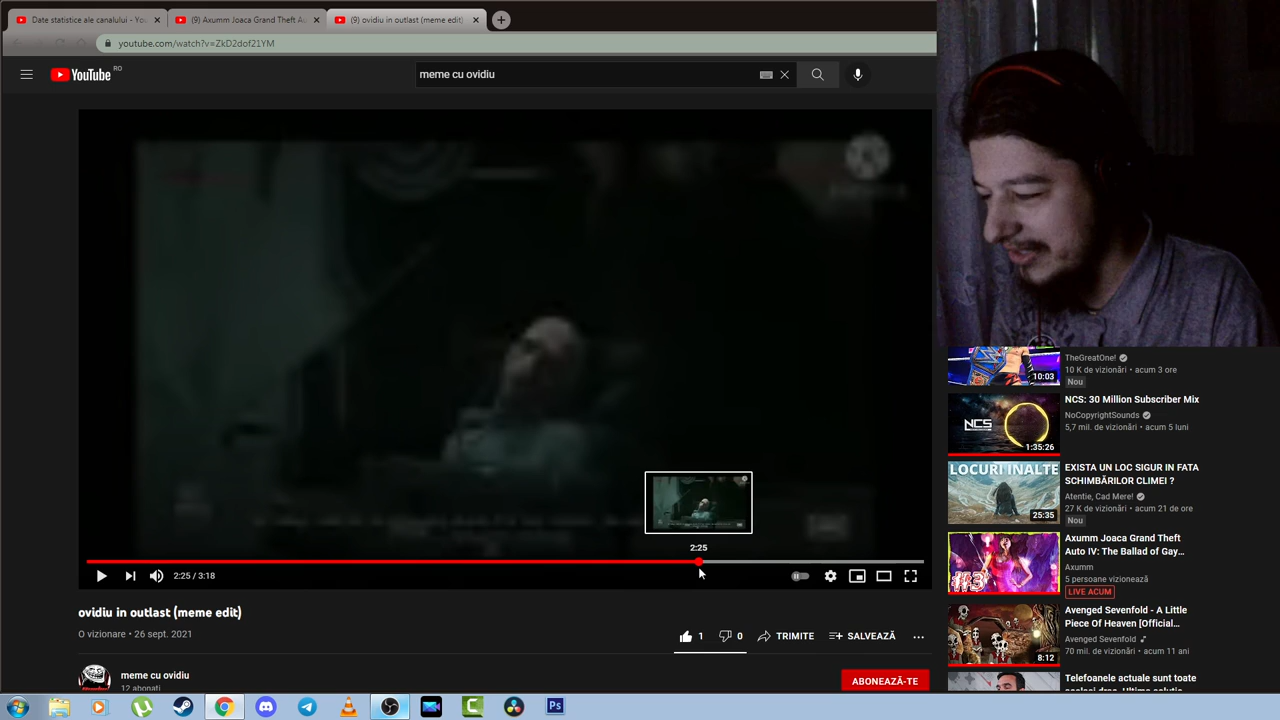 Date statistice ale canalului - You
(9) Axumm Joaca Grand Theft Au
(9) ovidiu in outlast (meme edit)
youtube.com/watch?v=ZkD2dof21YM
YouTube RO
meme cu ovidiu
2:25
2:25 / 3:18
ovidiu in outlast (meme edit)
O vizionare • 26 sept. 2021
1
0
TRIMITE
SALVEAZĂ
meme cu ovidiu
12 abonați
ABONEAZĂ-TE
TheGreatOne!
10 K de vizionări • acum 3 ore
Nou
10:03
NCS: 30 Million Subscriber Mix
NoCopyrightSounds
5,7 mil. de vizionări • acum 5 luni
NCS
1:35:26
LOCURI INALTE
25:35
EXISTA UN LOC SIGUR IN FATA
SCHIMBĂRILOR CLIMEI ?
Atentie, Cad Mere!
27 K de vizionări • acum 21 de ore
Nou
#3
Axumm Joaca Grand Theft
Auto IV: The Ballad of Gay...
Axumm
5 persoane vizionează
LIVE ACUM
8:12
Avenged Sevenfold - A Little
Piece Of Heaven [Official...
Avenged Sevenfold
70 mil. de vizionări • acum 11 ani
Telefoanele actuale sunt toate
Ps